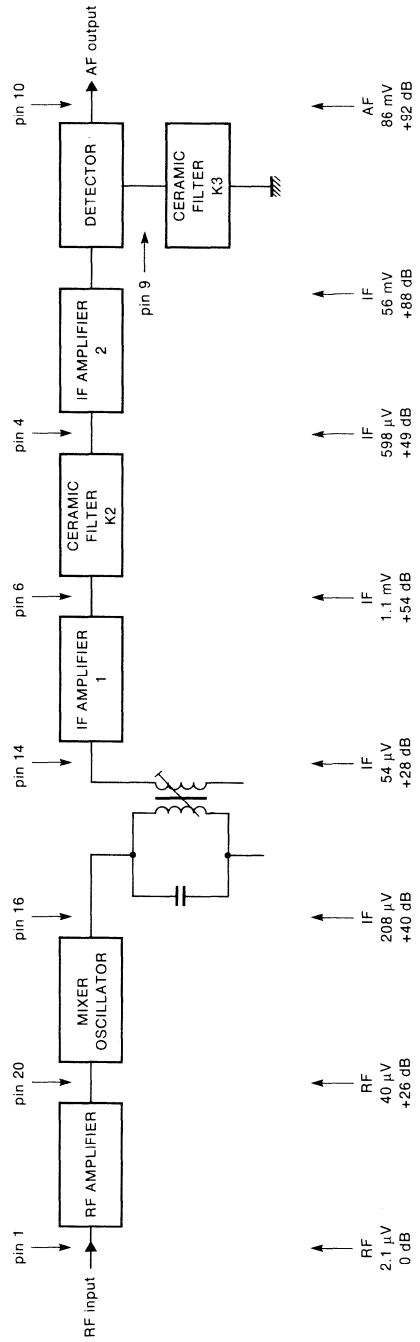 RF input
pin 1
RF AMPLIFIER
pin 20
MIXER
OSCILLATOR
pin 16
pin 14
IF AMPLIFIER
1
pin 6
CERAMIC
FILTER
K2
pin 4
IF AMPLIFIER
2
DETECTOR
pin 9
CERAMIC
FILTER
K3
pin 10
AF output
RF
2.1 µV
0 dB
RF
40 µV
+26 dB
IF
208 µV
+40 dB
IF
54 µV
+28 dB
IF
1.1 mV
+54 dB
IF
598 µV
+49 dB
IF
56 mV
+88 dB
AF
86 mV
+92 dB